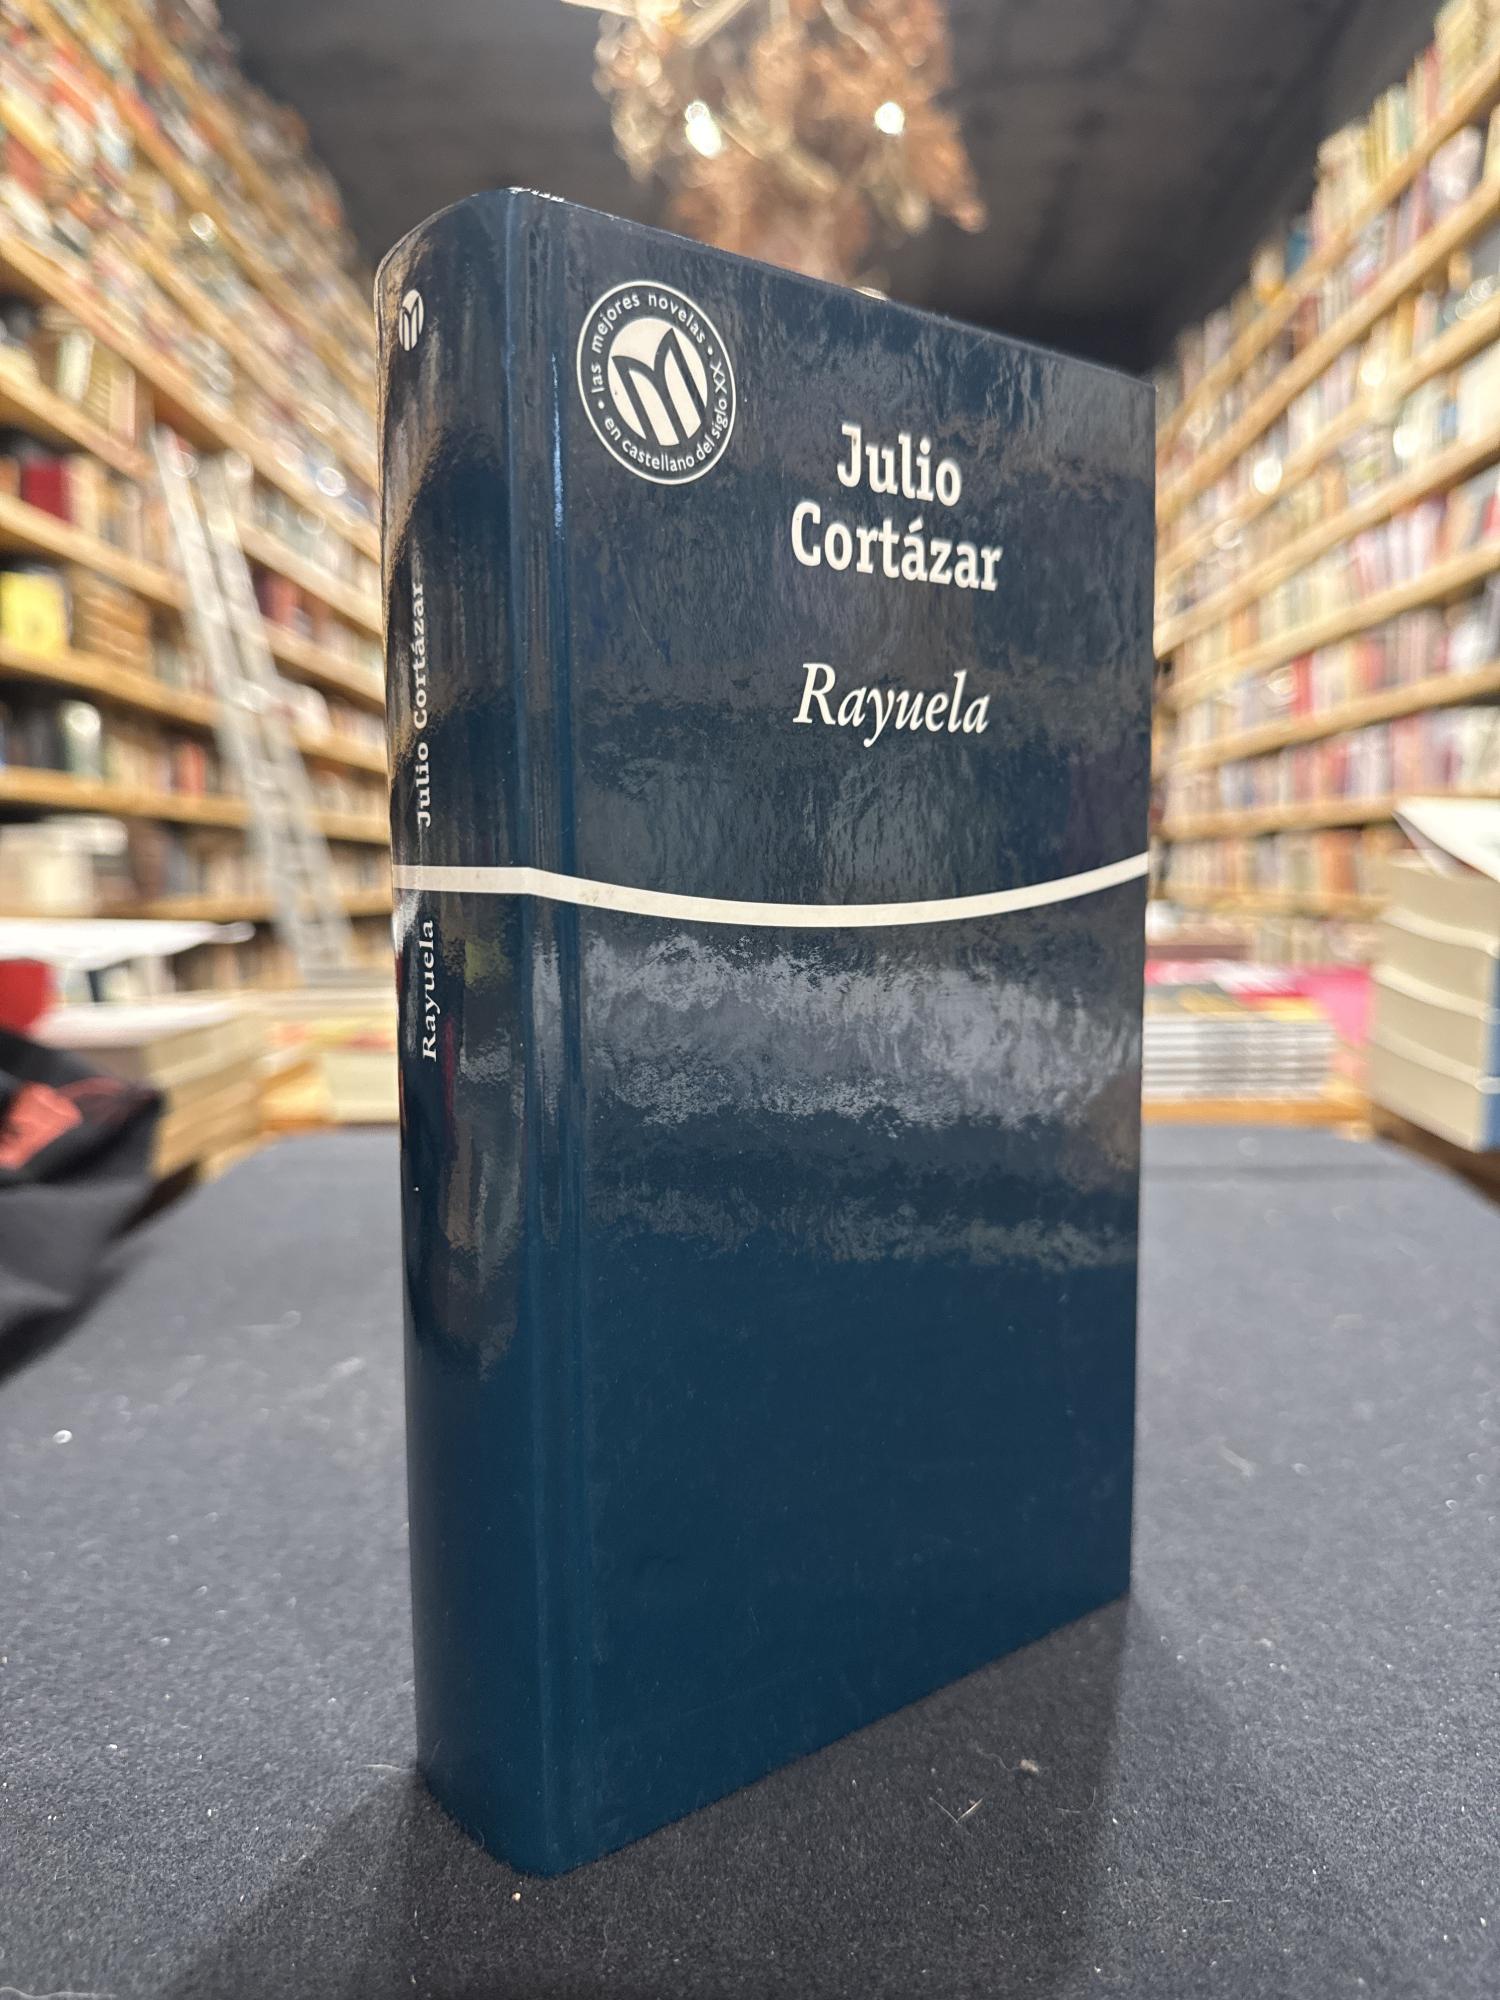 • las mejores novelas •
en castellano del siglo XX
Julio
Cortázar
Rayuela
Rayuela Julio Cortázar